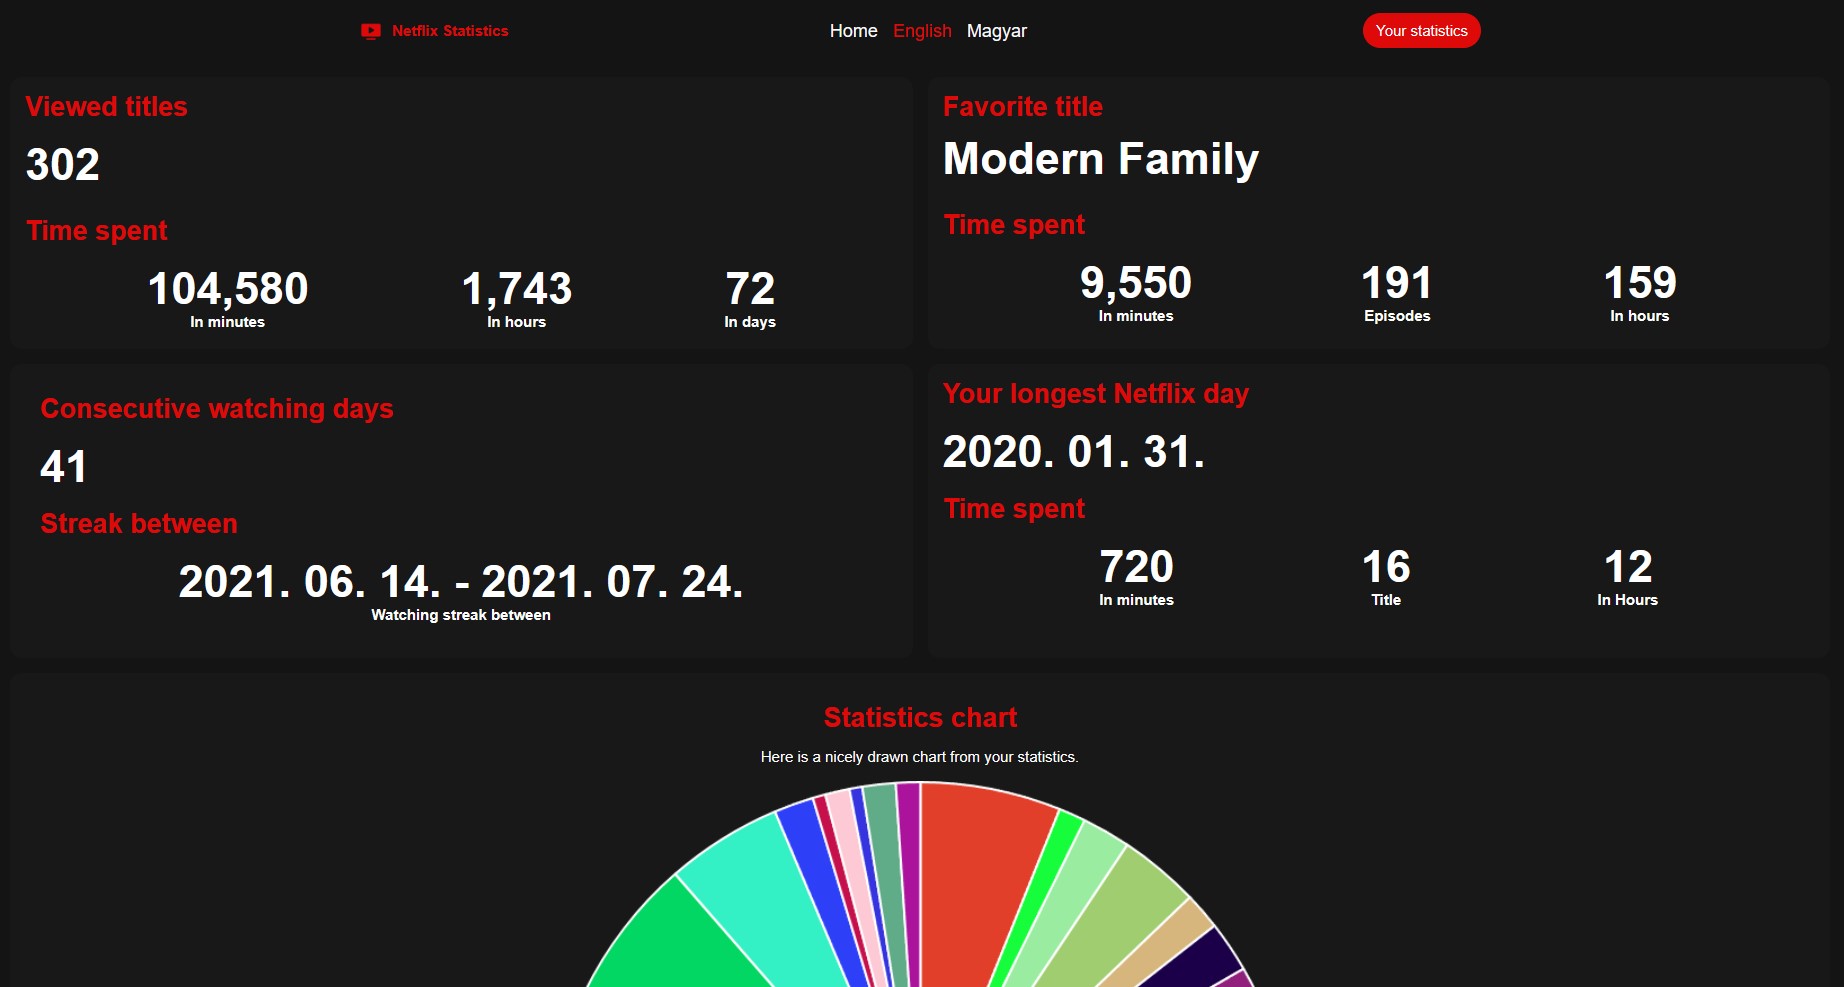 Netflix Statistics
Home English Magyar
Your statistics
Viewed titles
302
Time spent
104,580 1,743 72
In minutes In hours In days
Favorite title
Modern Family
Time spent
9,550 191 159
In minutes Episodes In hours
Consecutive watching days
41
Streak between
2021. 06. 14. - 2021. 07. 24.
Watching streak between
Your longest Netflix day
2020. 01. 31.
Time spent
720 16 12
In minutes Title In Hours
Statistics chart
Here is a nicely drawn chart from your statistics.